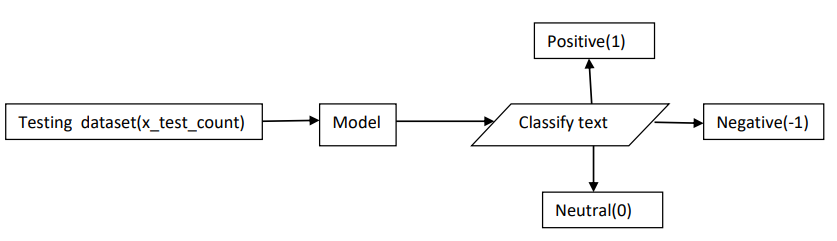 Positive(1)
Testing dataset(x_test_count)
Model
Classify text
Negative(-1)
Neutral(0)